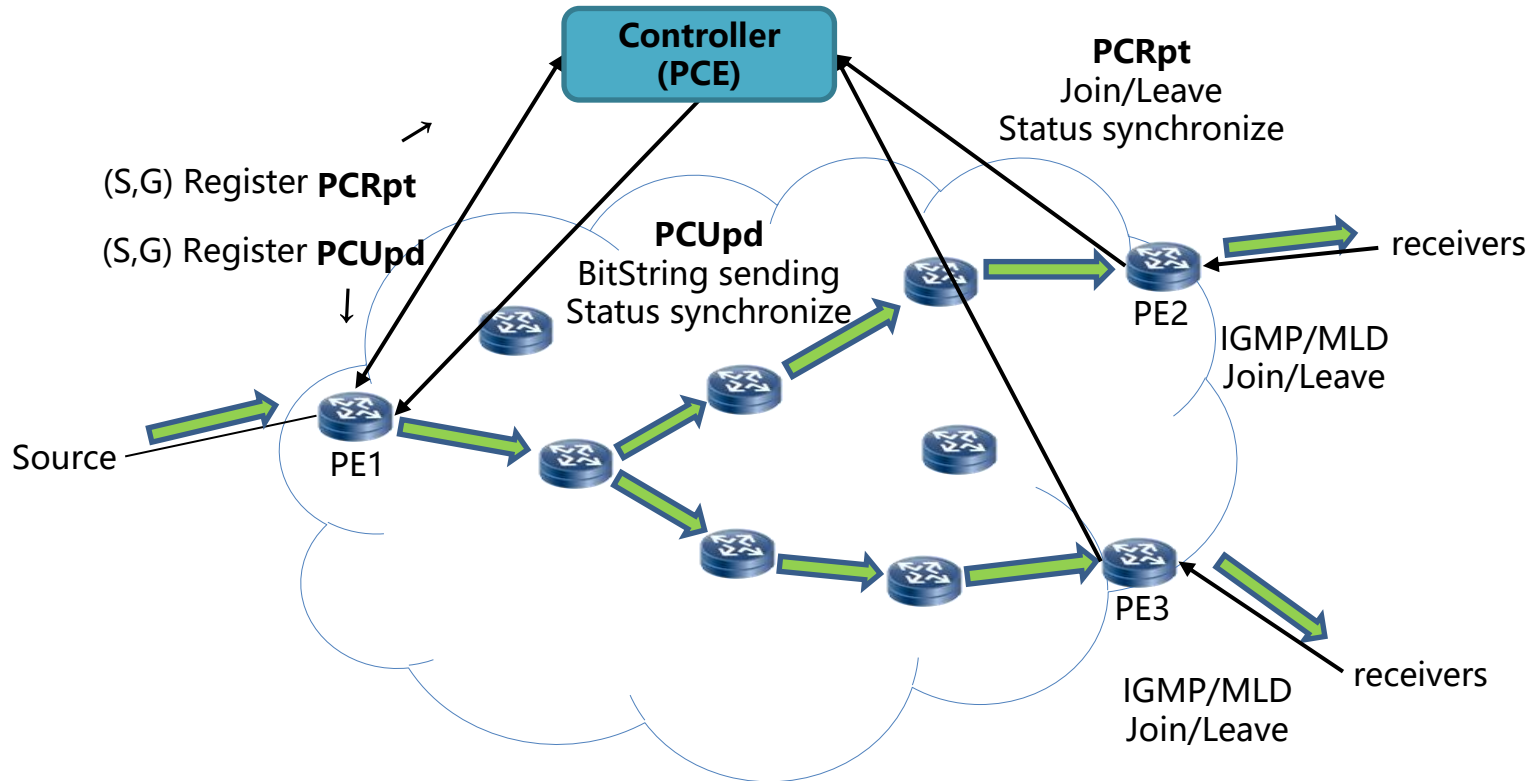 Controller
(PCE)
PCRpt
Join/Leave
Status synchronize
(S,G) Register PCRpt
(S,G) Register PCUpd
PCUpd
BitString sending
Status synchronize
receivers
PE2
IGMP/MLD
Join/Leave
Source
PE1
PE3
receivers
IGMP/MLD
Join/Leave